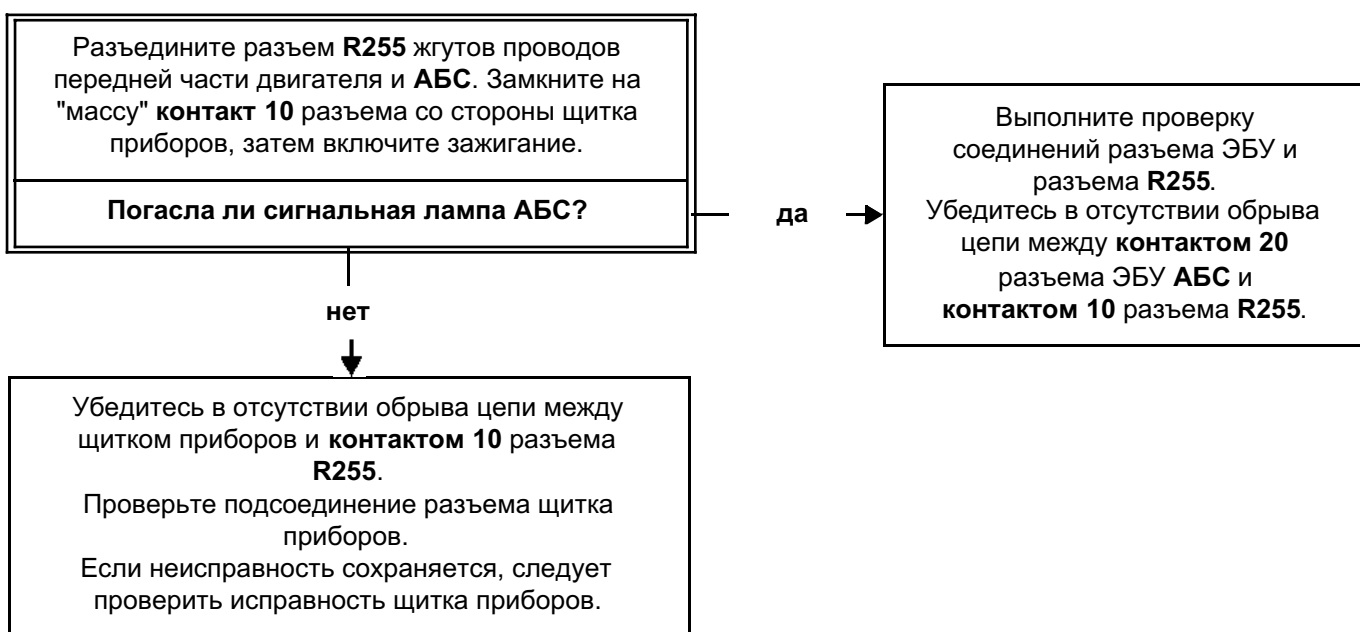 Разъедините разъем R255 жгутов проводов
передней части двигателя и АБС. Замкните на
"массу" контакт 10 разъема со стороны щитка
приборов, затем включите зажигание.
Погасла ли сигнальная лампа АБС?
да
Выполните проверку
соединений разъема ЭБУ и
разъема R255.
Убедитесь в отсутствии обрыва
цепи между контактом 20
разъема ЭБУ АБС и
контактом 10 разъема R255.
нет
Убедитесь в отсутствии обрыва цепи между
щитком приборов и контактом 10 разъема
R255.
Проверьте подсоединение разъема щитка
приборов.
Если неисправность сохраняется, следует
проверить исправность щитка приборов.